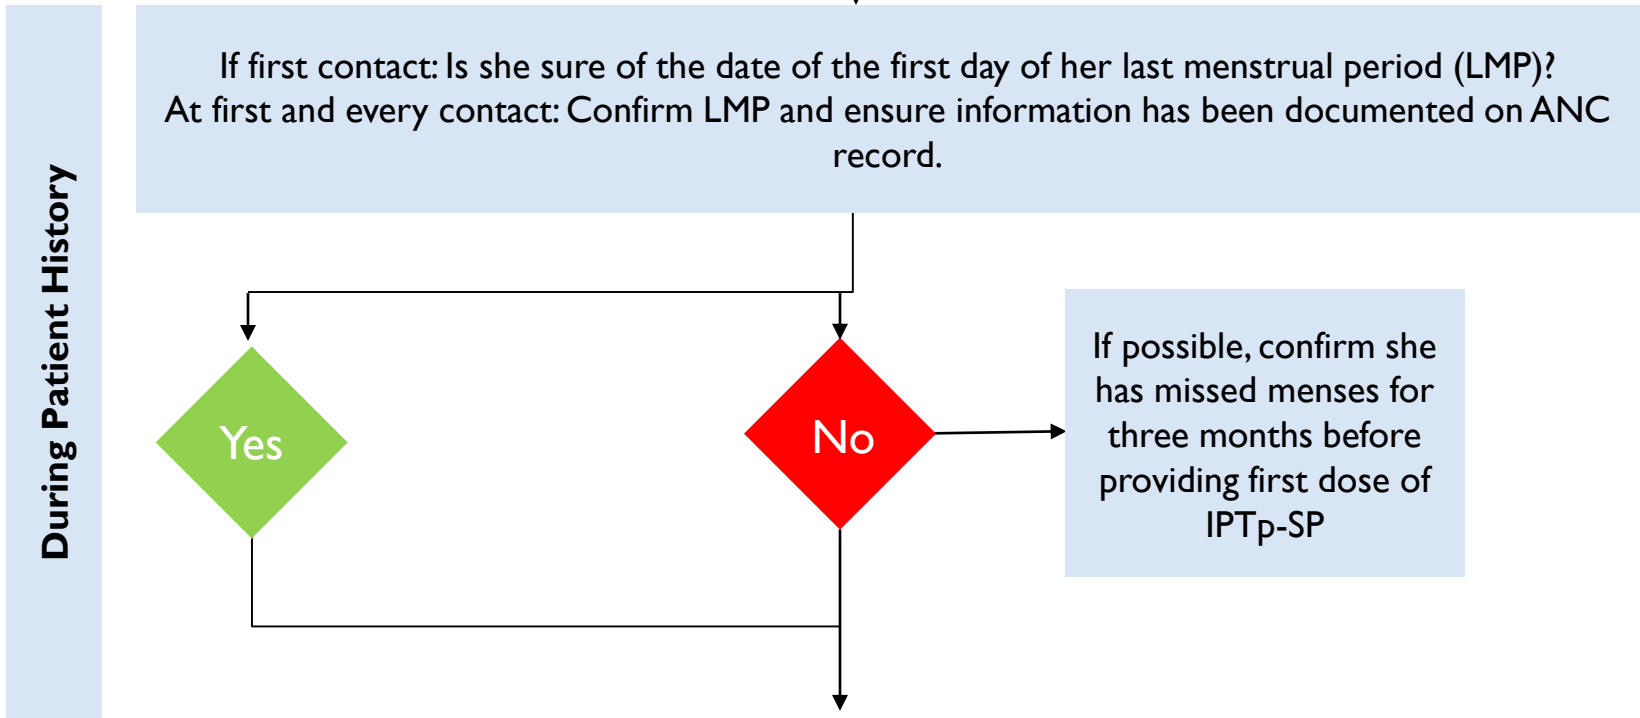 During Patient History
If first contact: Is she sure of the date of the first day of her last menstrual period (LMP)?
At first and every contact: Confirm LMP and ensure information has been documented on ANC
record.
Yes
No
If possible, confirm she
has missed menses for
three months before
providing first dose of
IPTp-SP